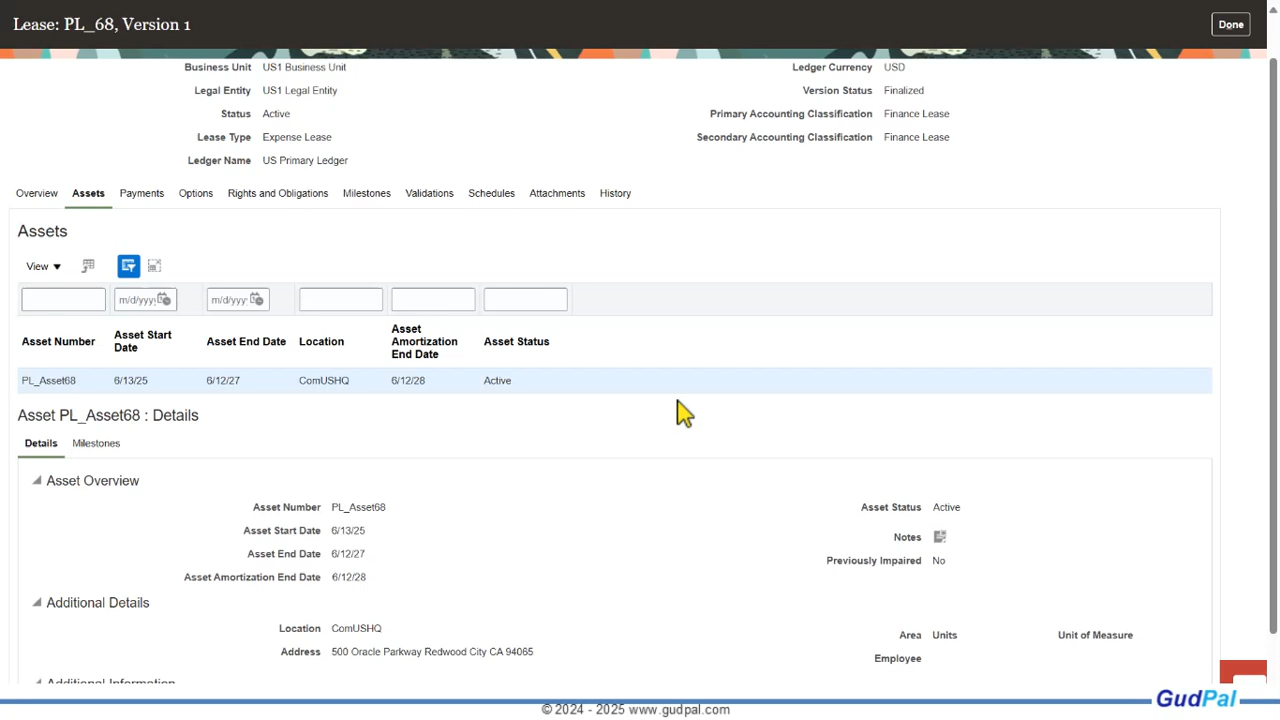 Lease: PL_68, Version 1
Done
Business Unit US1 Business Unit
Ledger Currency USD
Legal Entity US1 Legal Entity
Version Status Finalized
Status Active
Primary Accounting Classification Finance Lease
Lease Type Expense Lease
Secondary Accounting Classification Finance Lease
Ledger Name US Primary Ledger
Overview Assets Payments Options Rights and Obligations Milestones Validations Schedules Attachments History
Assets
View
m/d/yyy m/d/yyy
Asset Number Asset Start Date Asset End Date Location Asset Amortization End Date Asset Status
PL_Asset68 6/13/25 6/12/27 ComUSHQ 6/12/28 Active
Asset PL_Asset68 : Details
Details Milestones
Asset Overview
Asset Number PL_Asset68
Asset Status Active
Asset Start Date 6/13/25
Notes
Asset End Date 6/12/27
Previously Impaired No
Asset Amortization End Date 6/12/28
Additional Details
Location ComUSHQ
Area Units Unit of Measure
Address 500 Oracle Parkway Redwood City CA 94065
Employee
Additional Information
GudPal
© 2024 - 2025 www.gudpal.com